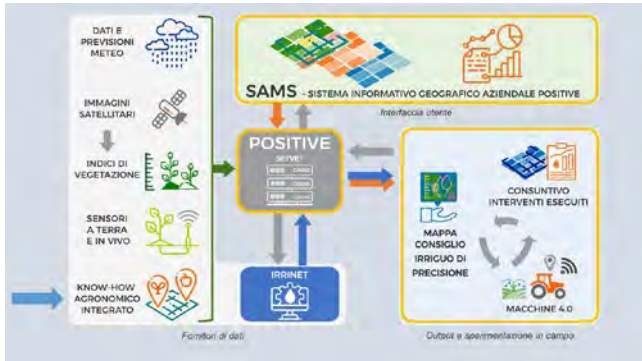 DATI E
PREVISIONI
METEO
IMMAGINI
SATELLITARI
INDICI DI
VEGETAZIONE
SENSORI
A TERRA
E IN VIVO
KNOW-HOW
AGRONOMICO
INTEGRATO
Fornitori di dati
SAMS - SISTEMA INFORMATIVO GEOGRAFICO AZIENDALE POSITIVE
Interfaccia utente
POSITIVE
server
IRRINET
MAPPA
CONSIGLIO
IRRIGUO DI
PRECISIONE
CONSUNTIVO
INTERVENTI ESEGUITI
MACCHINE 4.0
Output e sperimentazione in campo